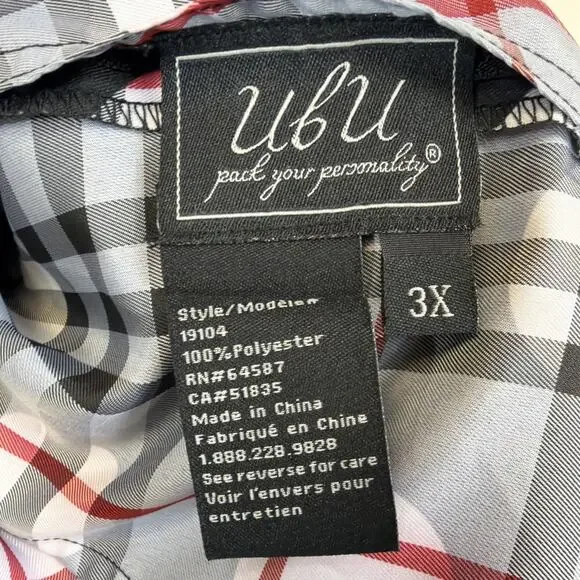 UbU
pack your personality®
3X
Style/Modele#
19104
100%Polyester
RN#64587
CA#51835
Made in China
Fabriqué en Chine
1.888.228.9828
See reverse for care
Voir l'envers pour
entretien